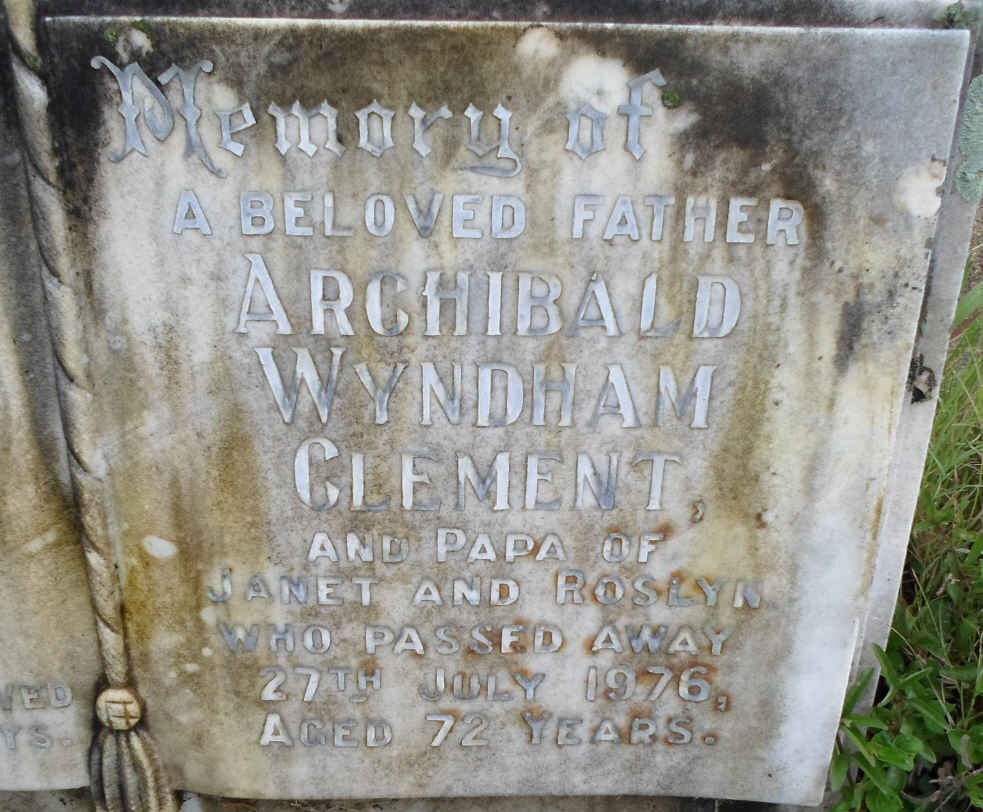 Memory of
A BELOVED FATHER
ARCHIBALD
WYNDHAM
CLEMENT,
AND PAPA OF
JANET AND ROSLYN.
WHO PASSED AWAY
27TH JULY 1976,
AGED 72 YEARS.